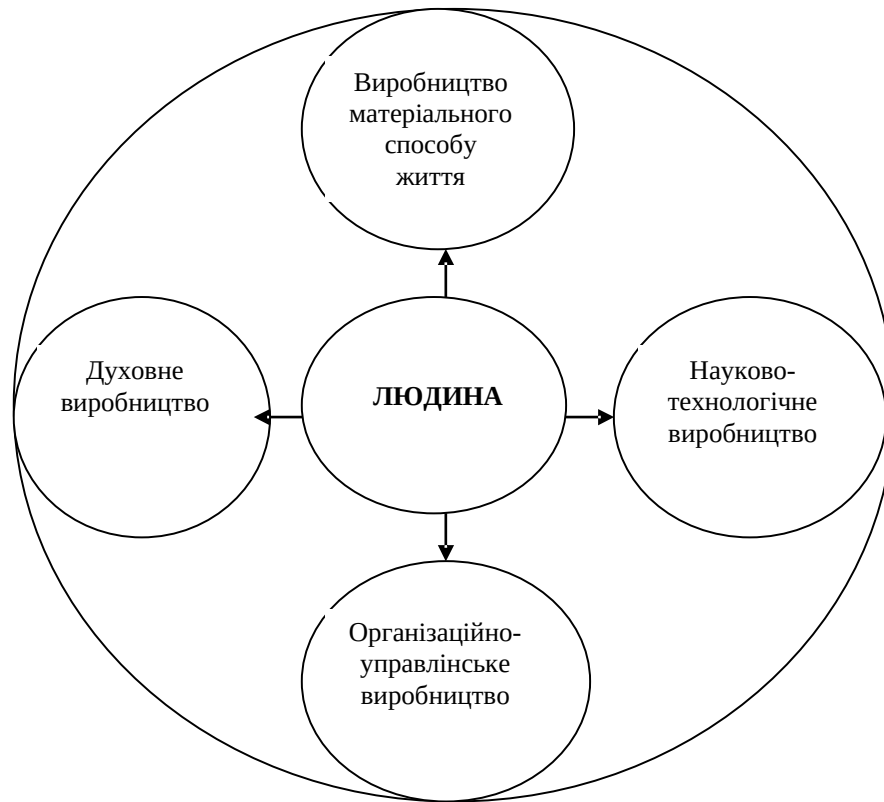 Виробництво
матеріального
способу
життя
Духовне
виробництво
ЛЮДИНА
Науково-
технологічне
виробництво
Організаційно-
управлінське
виробництво